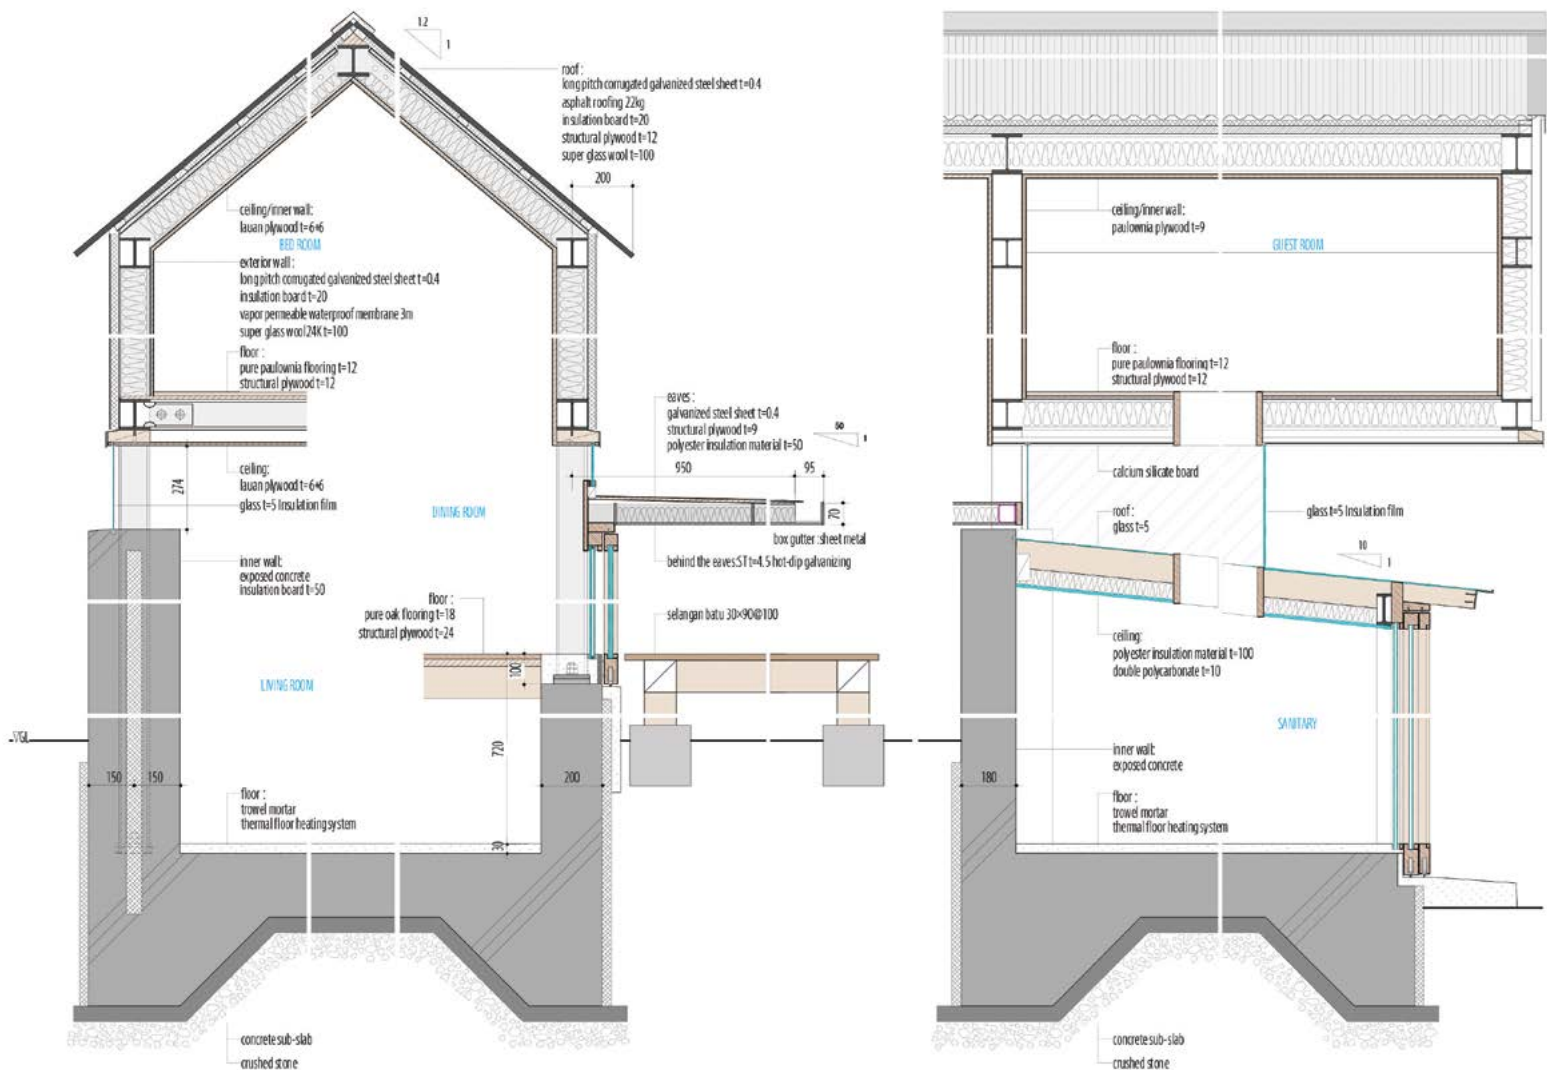 12
1
roof :
long pitch corrugated galvanized steel sheet t=0.4
asphalt roofing 22kg
insulation board t=20
structural plywood t=12
super glass wool t=100
200
ceiling/inner wall:
lauan plywood t=6+6
BED ROOM
exterior wall :
long pitch corrugated galvanized steel sheet t=0.4
insulation board t=20
vapor permeable waterproof membrane 3m
super glass wool 24K t=100
floor :
pure paulownia flooring t=12
structural plywood t=12
eaves :
galvanized steel sheet t=0.4
structural plywood t=9
polyester insulation material t=50
60
1
950
95
70
274
ceiling:
lauan plywood t=6+6
glass t=5 Insulation film
DINING ROOM
box gutter :sheet metal
behind the eaves:ST t=4.5 hot-dip galvanizing
inner wall:
exposed concrete
insulation board t=50
floor :
pure oak flooring t=18
structural plywood t=24
selangan batu 30×90@100
100
LIVING ROOM
▽GL
720
150
150
200
floor :
trowel mortar
thermal floor heating system
30
concrete sub-slab
crushed stone
ceiling/inner wall:
paulownia plywood t=9
GUEST ROOM
floor :
pure paulownia flooring t=12
structural plywood t=12
calcium silicate board
roof :
glass t=5
glass t=5 Insulation film
10
1
ceiling:
polyester insulation material t=100
double polycarbonate t=10
SANITARY
inner wall:
exposed concrete
180
floor :
trowel mortar
thermal floor heating system
concrete sub-slab
crushed stone